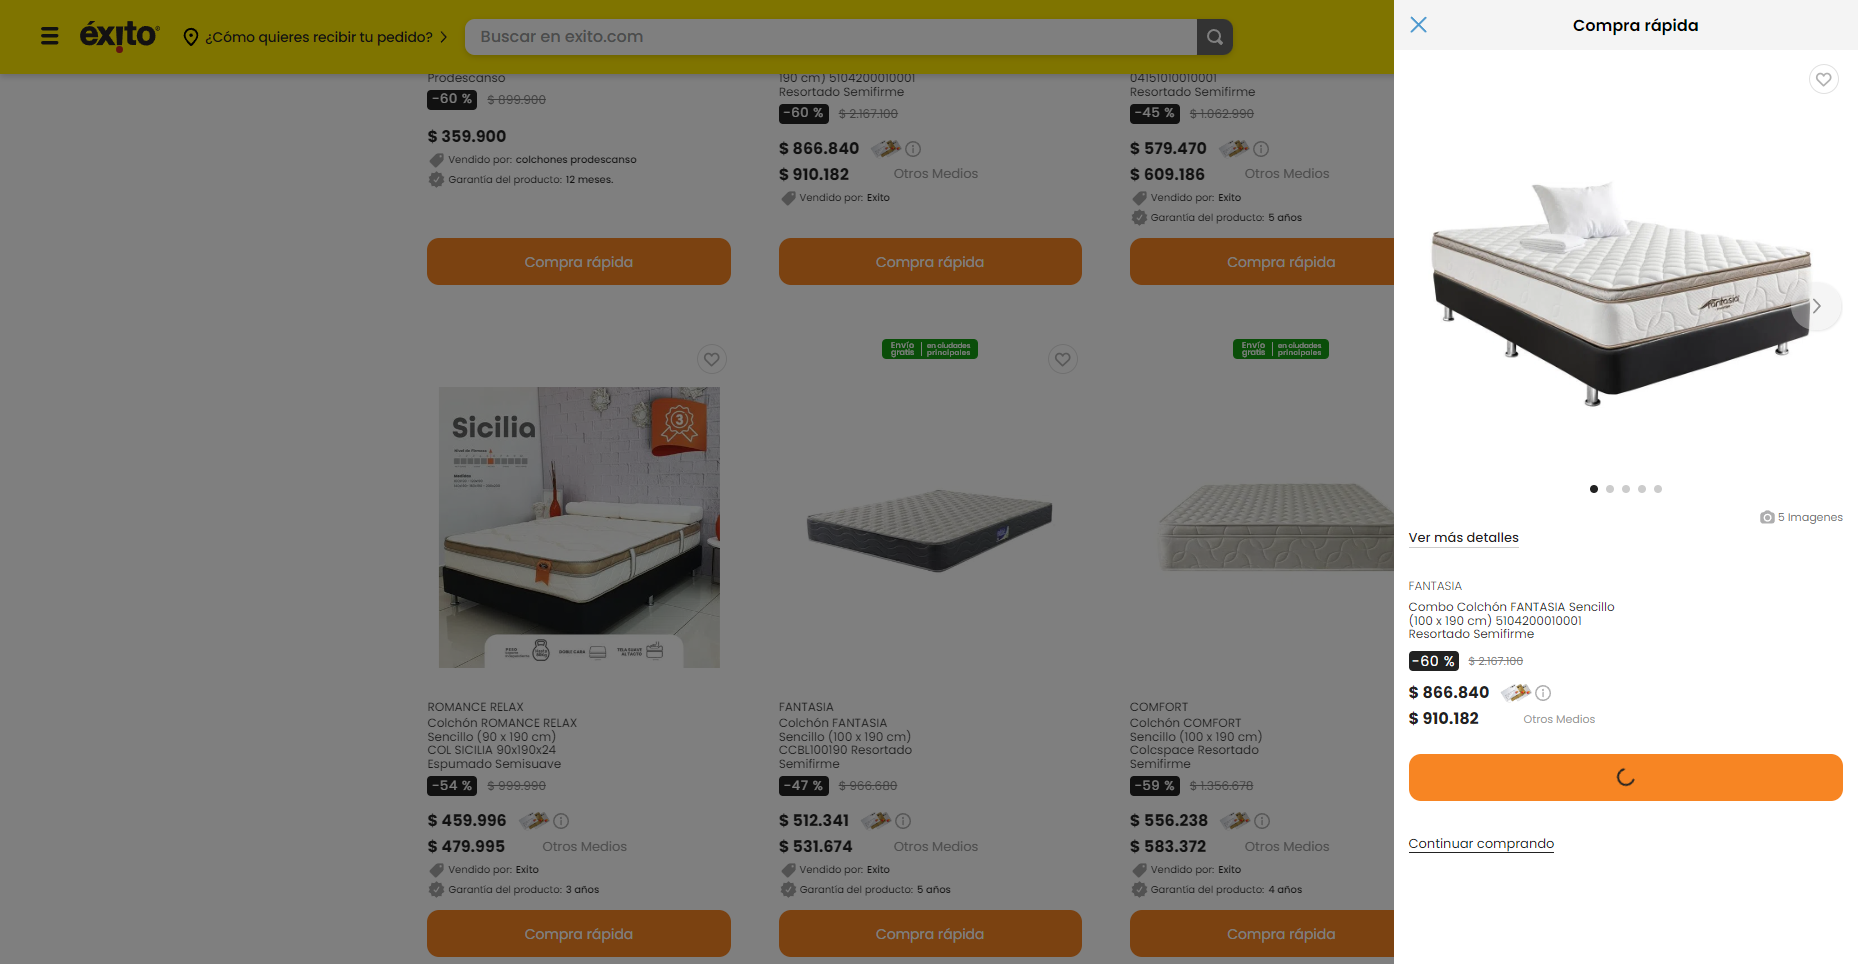 éxito
¿Cómo quieres recibir tu pedido?
Buscar en exito.com
Prodescanso
-60 % $ 899.900
$ 359.900
Vendido por: colchones prodescanso
Garantía del producto: 12 meses.
Compra rápida
190 cm) 5104200010001
Resortado Semifirme
-60 % $ 2.167.100
$ 866.840
$ 910.182 Otros Medios
Vendido por: Exito
Compra rápida
04151010010001
Resortado Semifirme
-45 % $ 1.062.990
$ 579.470
$ 609.186 Otros Medios
Vendido por: Exito
Garantía del producto: 5 años
Compra rápida
Sicilia
3
ROMANCE RELAX
Colchón ROMANCE RELAX
Sencillo (90 x 190 cm)
COL SICILIA 90x190x24
Espumado Semisuave
-54 % $ 999.990
$ 459.996
$ 479.995 Otros Medios
Vendido por: Exito
Garantía del producto: 3 años
Compra rápida
Envío gratis en ciudades principales
FANTASIA
Colchón FANTASIA
Sencillo (100 x 190 cm)
CCBL100190 Resortado
Semifirme
-47 % $ 966.680
$ 512.341
$ 531.674 Otros Medios
Vendido por: Exito
Garantía del producto: 5 años
Compra rápida
Envío gratis en ciudades principales
COMFORT
Colchón COMFORT
Sencillo (100 x 190 cm)
Colcspace Resortado
Semifirme
-59 % $ 1.356.678
$ 556.238
$ 583.372 Otros Medios
Vendido por: Exito
Garantía del producto: 4 años
Compra rápida
Compra rápida
fantasia
5 Imagenes
Ver más detalles
FANTASIA
Combo Colchón FANTASIA Sencillo
(100 x 190 cm) 5104200010001
Resortado Semifirme
-60 % $ 2.167.100
$ 866.840
$ 910.182 Otros Medios
Continuar comprando